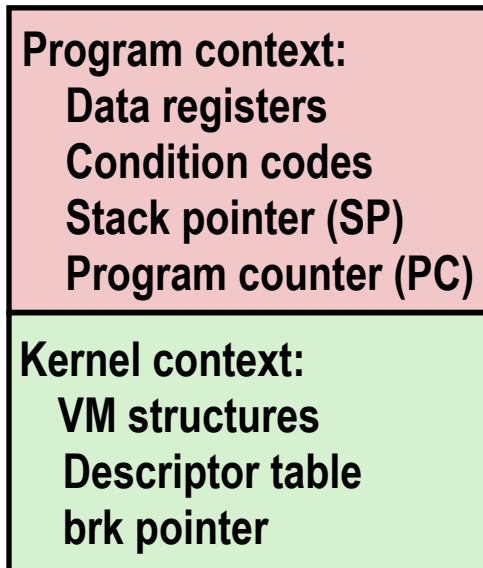 Program context:
Data registers
Condition codes
Stack pointer (SP)
Program counter (PC)
Kernel context:
VM structures
Descriptor table
brk pointer